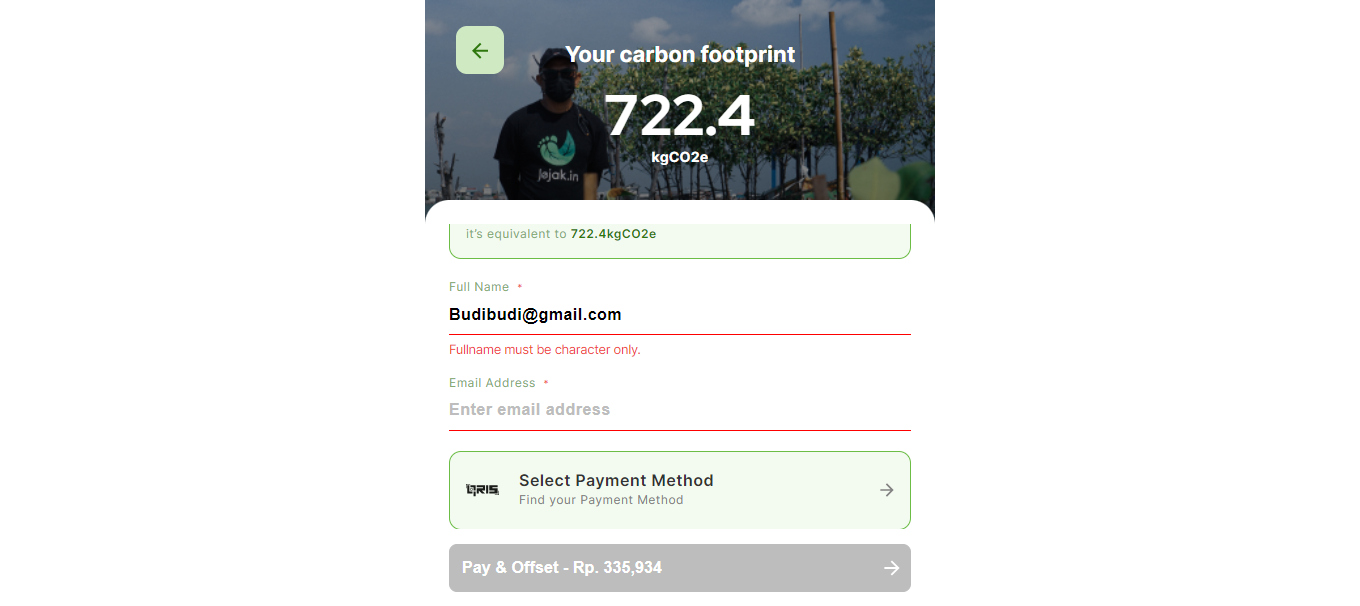 Your carbon footprint
722.4
kgCO2e
jejak.in
it's equivalent to 722.4kgCO2e
Full Name *
Budibudi@gmail.com
Fullname must be character only.
Email Address *
Enter email address
QRIS
Select Payment Method
Find your Payment Method
Pay & Offset - Rp. 335,934